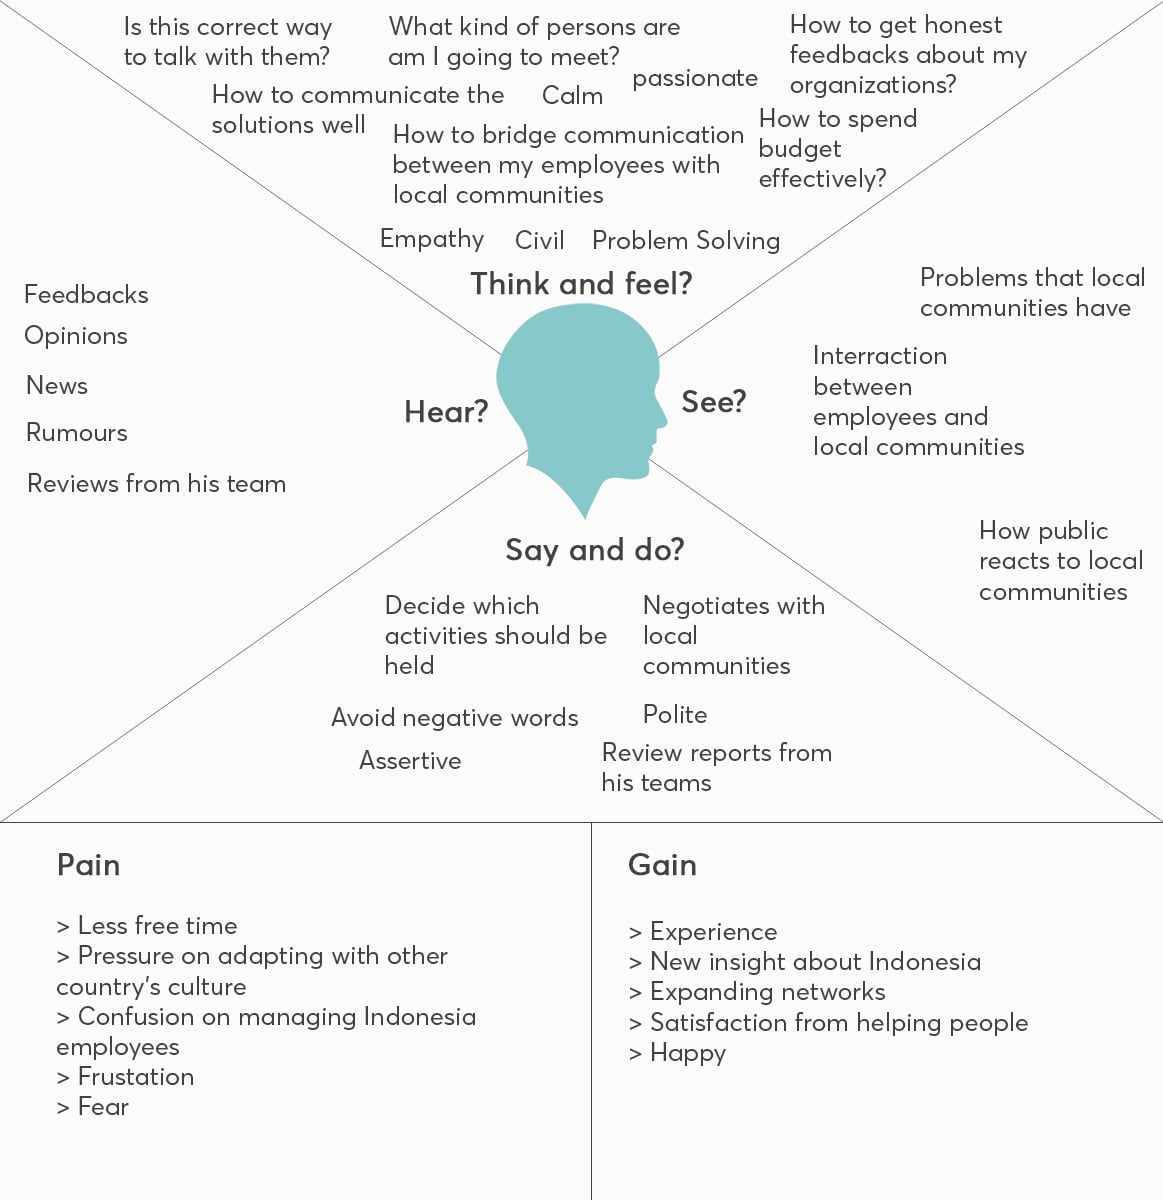 Is this correct way
to talk with them?
What kind of persons are
am I going to meet?
How to get honest
feedbacks about my
organizations?
passionate
How to communicate the
solutions well
Calm
How to bridge communication
between my employees with
local communities
How to spend
budget
effectively?
Empathy
Civil
Problem Solving
Think and feel?
Feedbacks
Opinions
News
Rumours
Reviews from his team
Hear?
See?
Problems that local
communities have
Interraction
between
employees and
local communities
How public
reacts to local
communities
Say and do?
Decide which
activities should be
held
Negotiates with
local
communities
Avoid negative words
Polite
Assertive
Review reports from
his teams
Pain
> Less free time
> Pressure on adapting with other
country's culture
> Confusion on managing Indonesia
employees
> Frustation
> Fear
Gain
> Experience
> New insight about Indonesia
> Expanding networks
> Satisfaction from helping people
> Happy